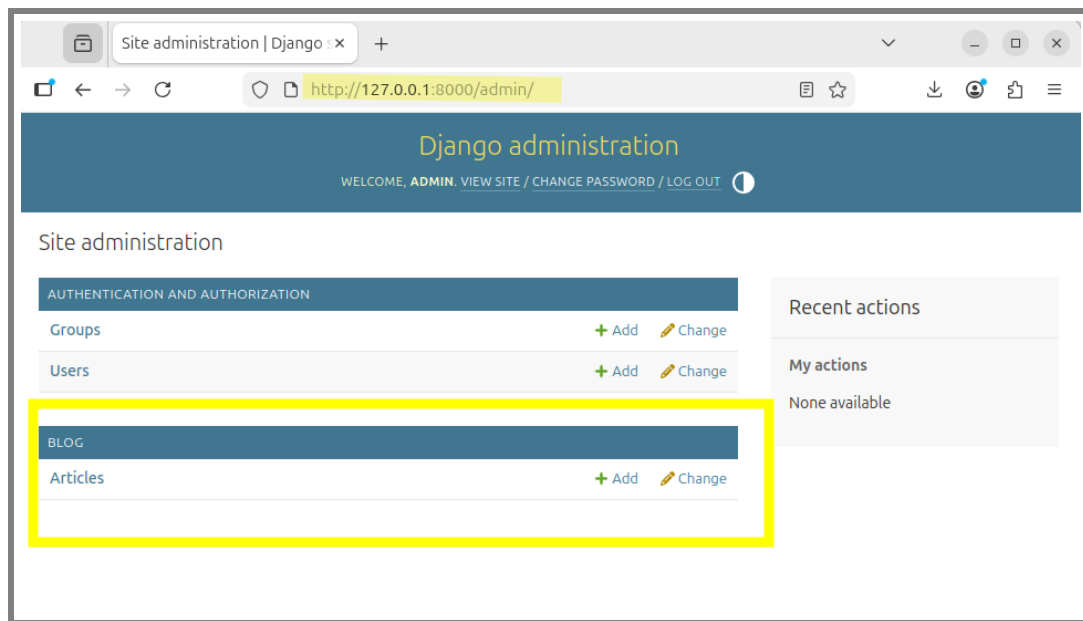 Site administration | Django s
http://127.0.0.1:8000/admin/
Django administration
WELCOME, ADMIN. VIEW SITE / CHANGE PASSWORD / LOG OUT
Site administration
AUTHENTICATION AND AUTHORIZATION
Groups + Add Change
Users + Add Change
BLOG
Articles + Add Change
Recent actions
My actions
None available